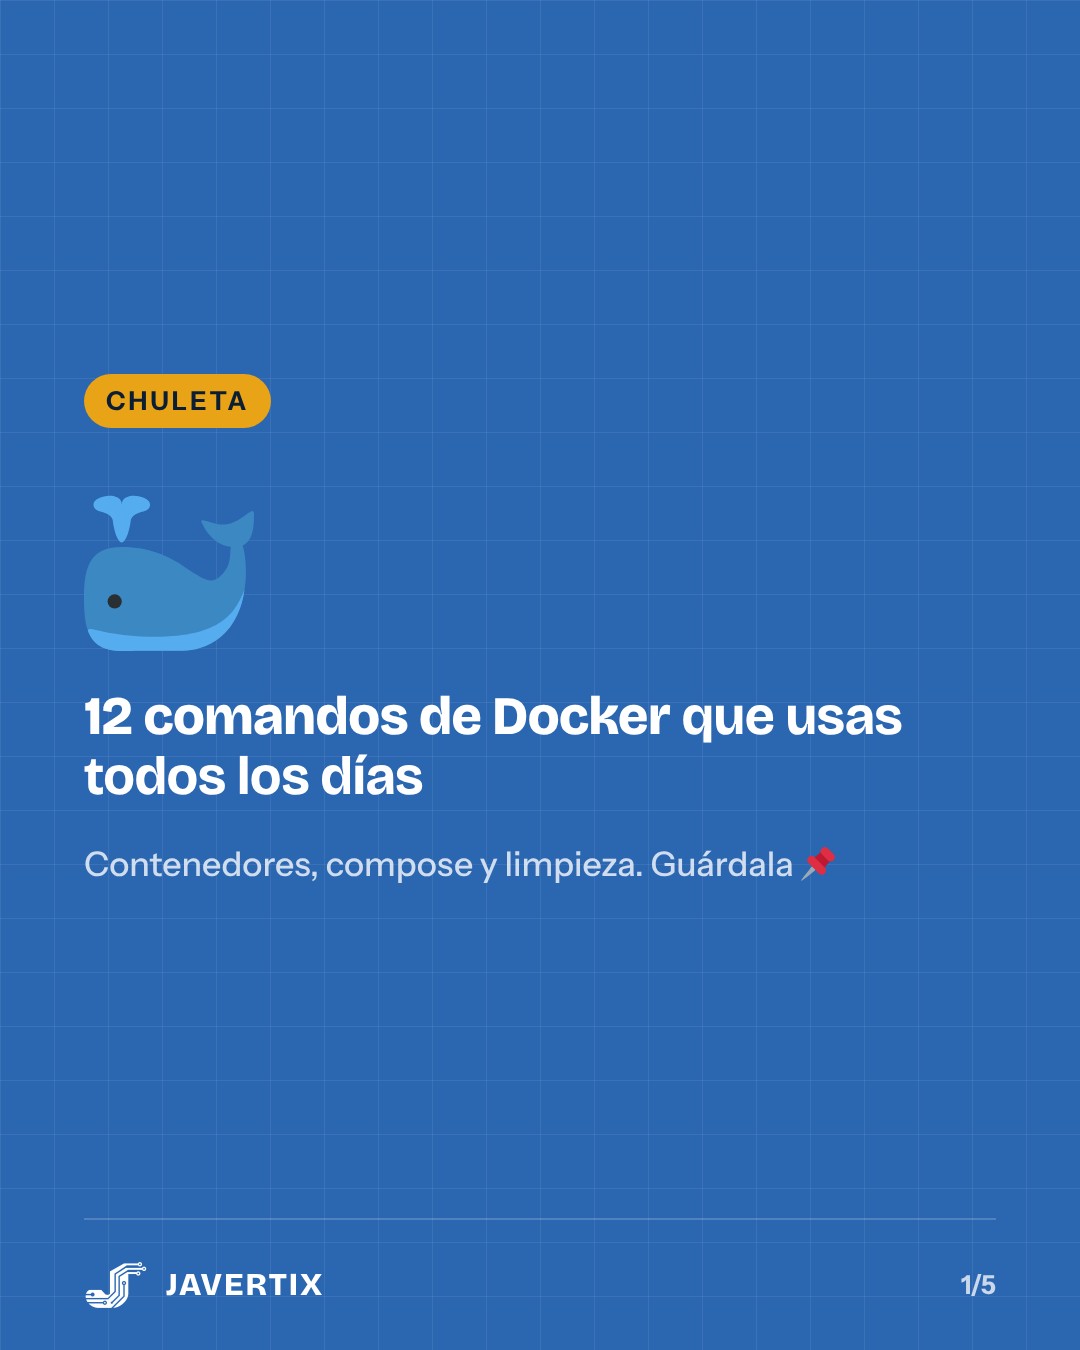 CHULETA
12 comandos de Docker que usas
todos los días
Contenedores, compose y limpieza. Guárdala 📌
JAVERTIX
1/5